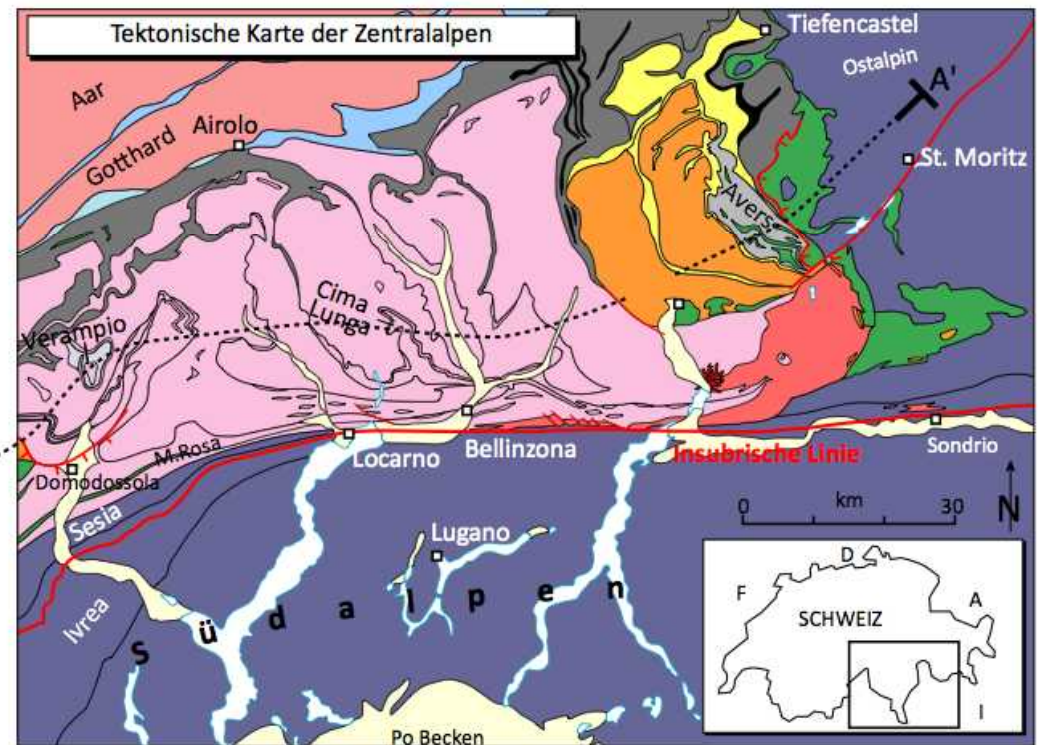 Tektonische Karte der Zentralalpen
Tiefencastel
Ostalpin
A'
Aar
Airolo
Gotthard
St. Moritz
Avers
Cima
Lunga
Verampio
M.Rosa
Bellinzona
Locarno
Insubrische Linie
Sondrio
Domodossola
Sesia
km
0 30
N
Lugano
Ivrea
Südalpen
D
F
A
SCHWEIZ
I
Po Becken